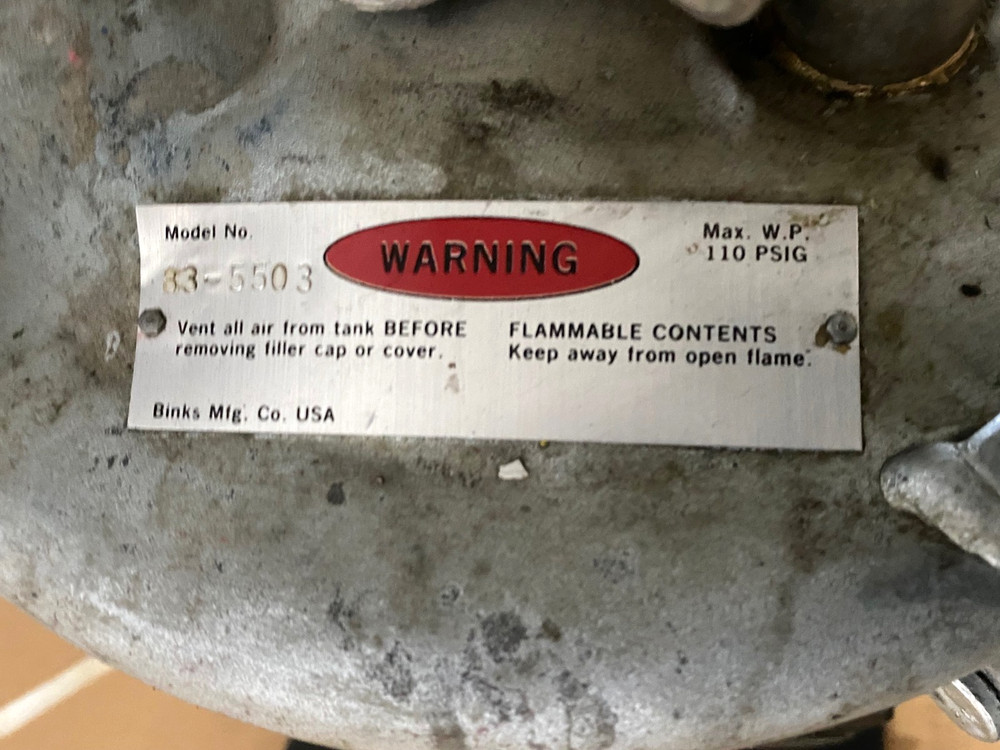 Model No.
83-5503
WARNING
Max. W.P.
110 PSIG
Vent all air from tank BEFORE
removing filler cap or cover.
FLAMMABLE CONTENTS
Keep away from open flame.
Binks Mfg. Co. USA